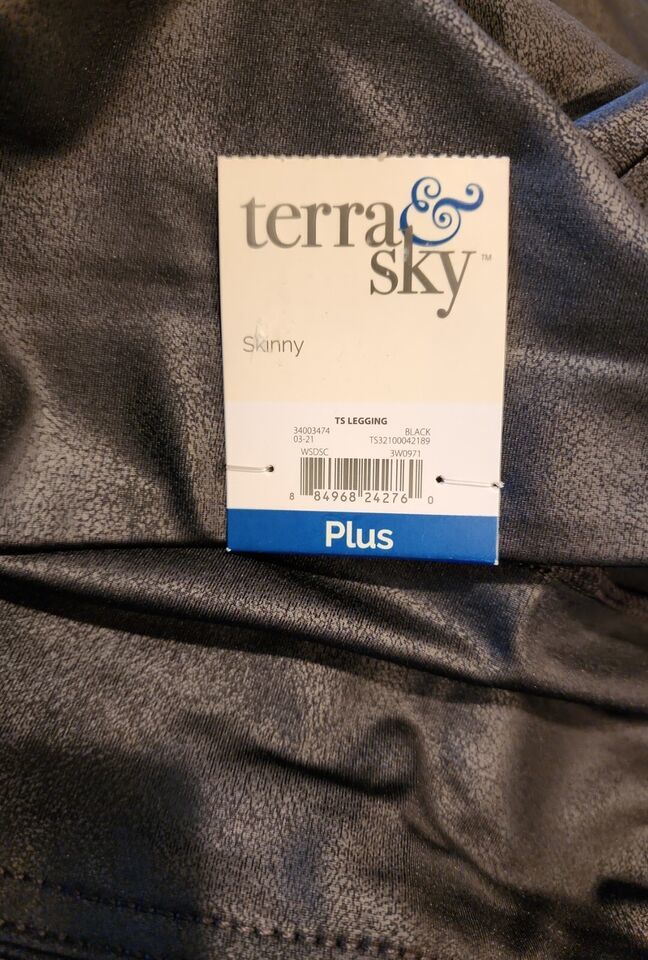 terra &
sky™
Skinny
TS LEGGING
34003474 BLACK
03-21 TS32100042189
WSDSC 3W0971
8 84968 24276 0
Plus